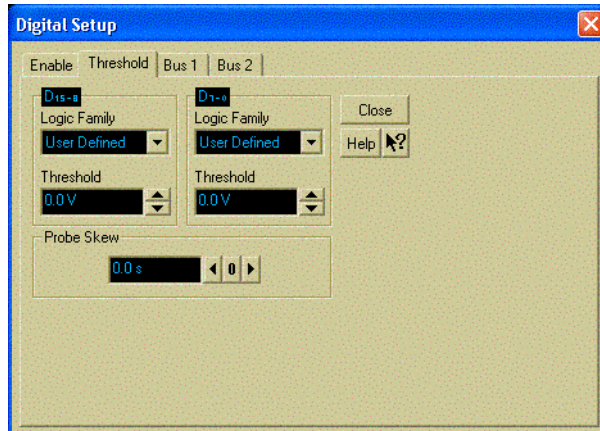 Digital Setup
Enable Threshold Bus 1 Bus 2
D15-8
Logic Family
User Defined
Threshold
0.0 V
D7-0
Logic Family
User Defined
Threshold
0.0 V
Close
Help ?
Probe Skew
0.0 s 0